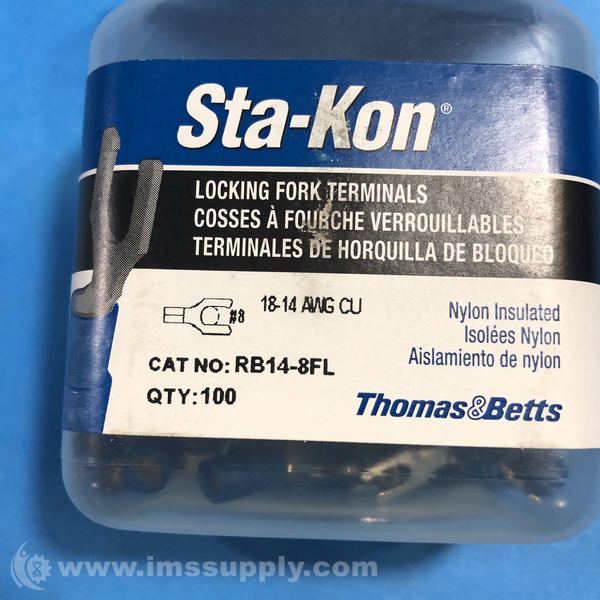 Sta-Kon®
LOCKING FORK TERMINALS
COSSES À FOURCHE VERROUILLABLES
TERMINALES DE HORQUILLA DE BLOQUEO
#8
18-14 AWG CU
Nylon Insulated
Isolées Nylon
Aislamiento de nylon
CAT NO: RB14-8FL
QTY: 100
Thomas&Betts
www.imssupply.com